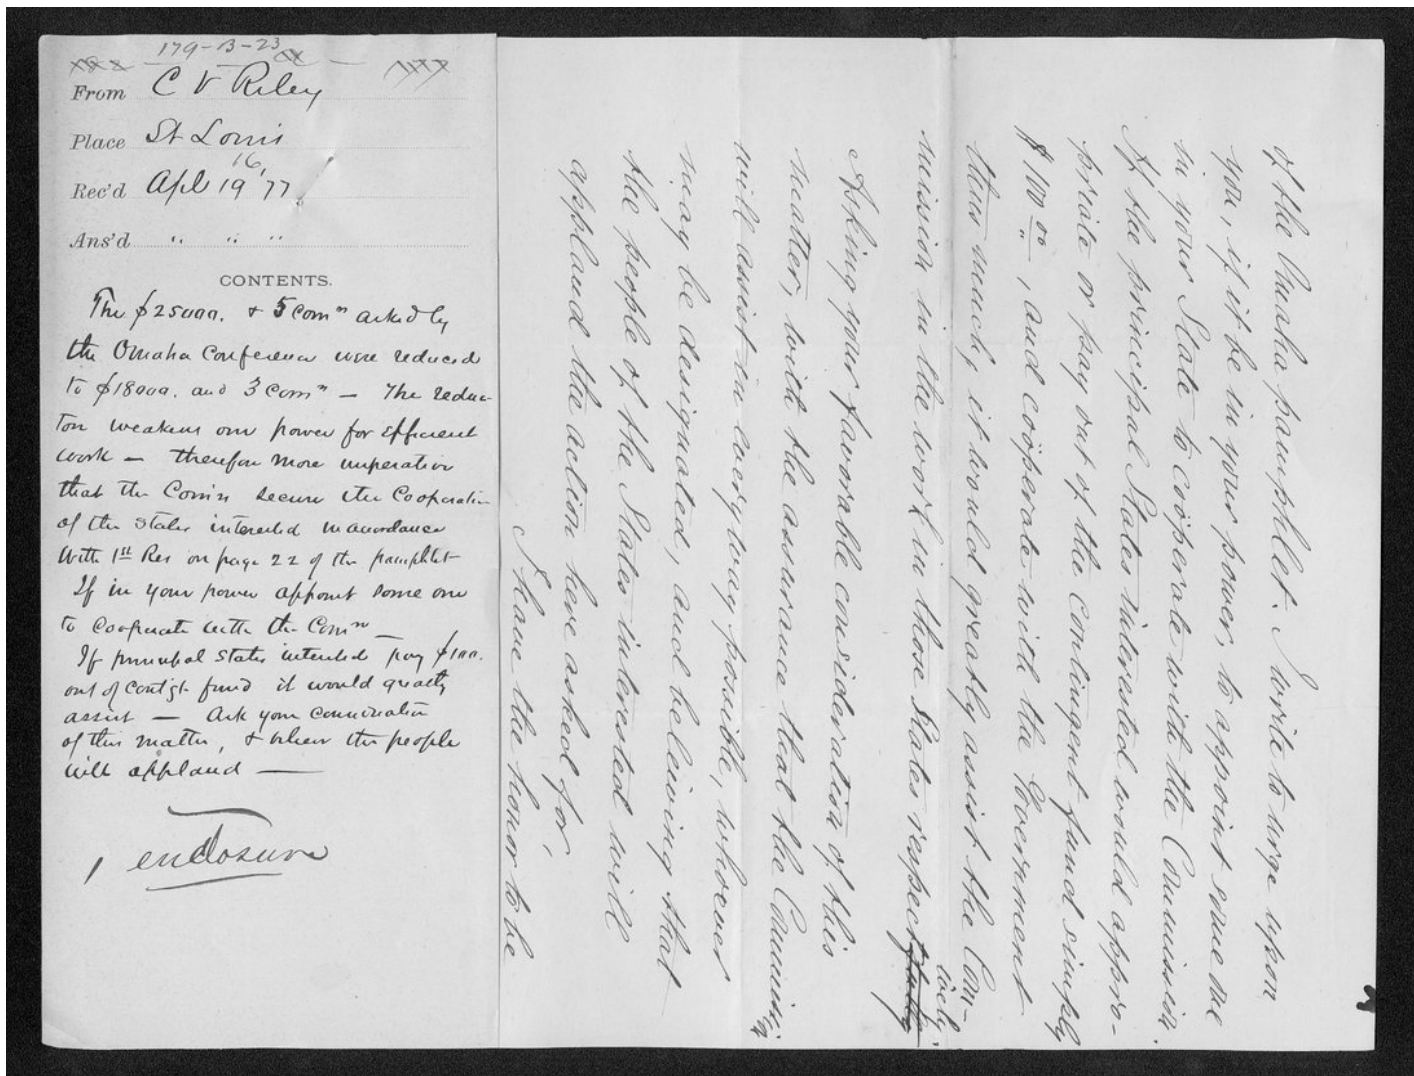 179-B-23
From C V Riley
Place St Louis
16
Rec'd Apl 19 '77
Ans'd " " "
CONTENTS.
The $25000. & 5 Comn asked by
the Omaha Conference were reduced
to $18000. and 3 Comn — The reduc-
tion weakens our power for efficient
work — therefore more imperative
that the Comn secure the Cooperation
of the States interested in accordance
with 1st Res on page 22 of the pamphlet
If in your power appoint some one
to cooperate with the Comn
If principal States interested pay $100.
out of contgt fund it would greatly
assist — Ask your consideration
of this matter, & believe the people
will applaud —
1 enclosure
of the Omaha pamphlet. I write to urge upon
you, if it be in your power, to appoint some one
in your State to coöperate with the Commission.
If the principal States interested would appro-
priate or pay out of the contingent fund simply
$100 00, and coöperate with the Government
thus much, it would greatly assist the Com-
mission in the work in those States respectfully tively.
Asking your favorable consideration of this
matter, with the assurance that the Commission
will assist in every way possible, whoever
may be designated, and believing that
the people of the States interested will
applaud the action here asked for,
I have the honor to be